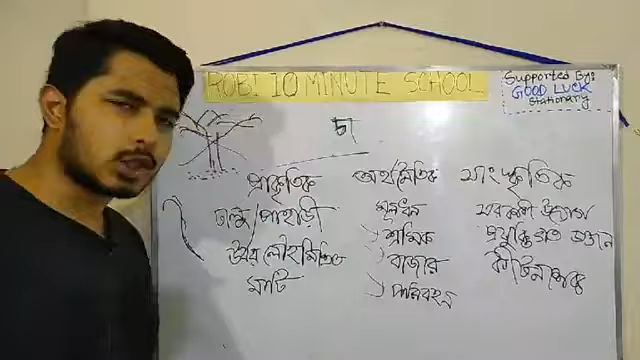 ROBI 10 MINUTE SCHOOL
Supported By:
GOOD LUCK
Stationary
চা
প্রাকৃতিক
ঢালু/পাহাড়ী
উর্বর লৌহমিশ্রিত
মাটি
অর্থনৈতিক
মূলধন
শ্রমিক
বাজার
পরিবহন
সাংস্কৃতিক
সরকারী উদ্যোগ
প্রযুক্তিগত
কীটনাশক